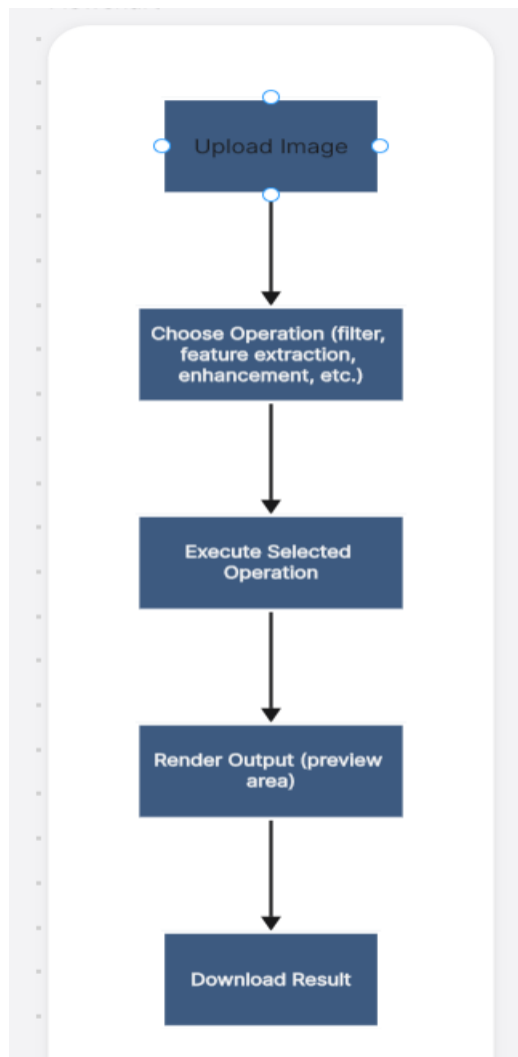 Upload Image
Choose Operation (filter,
feature extraction,
enhancement, etc.)
Execute Selected
Operation
Render Output (preview
area)
Download Result